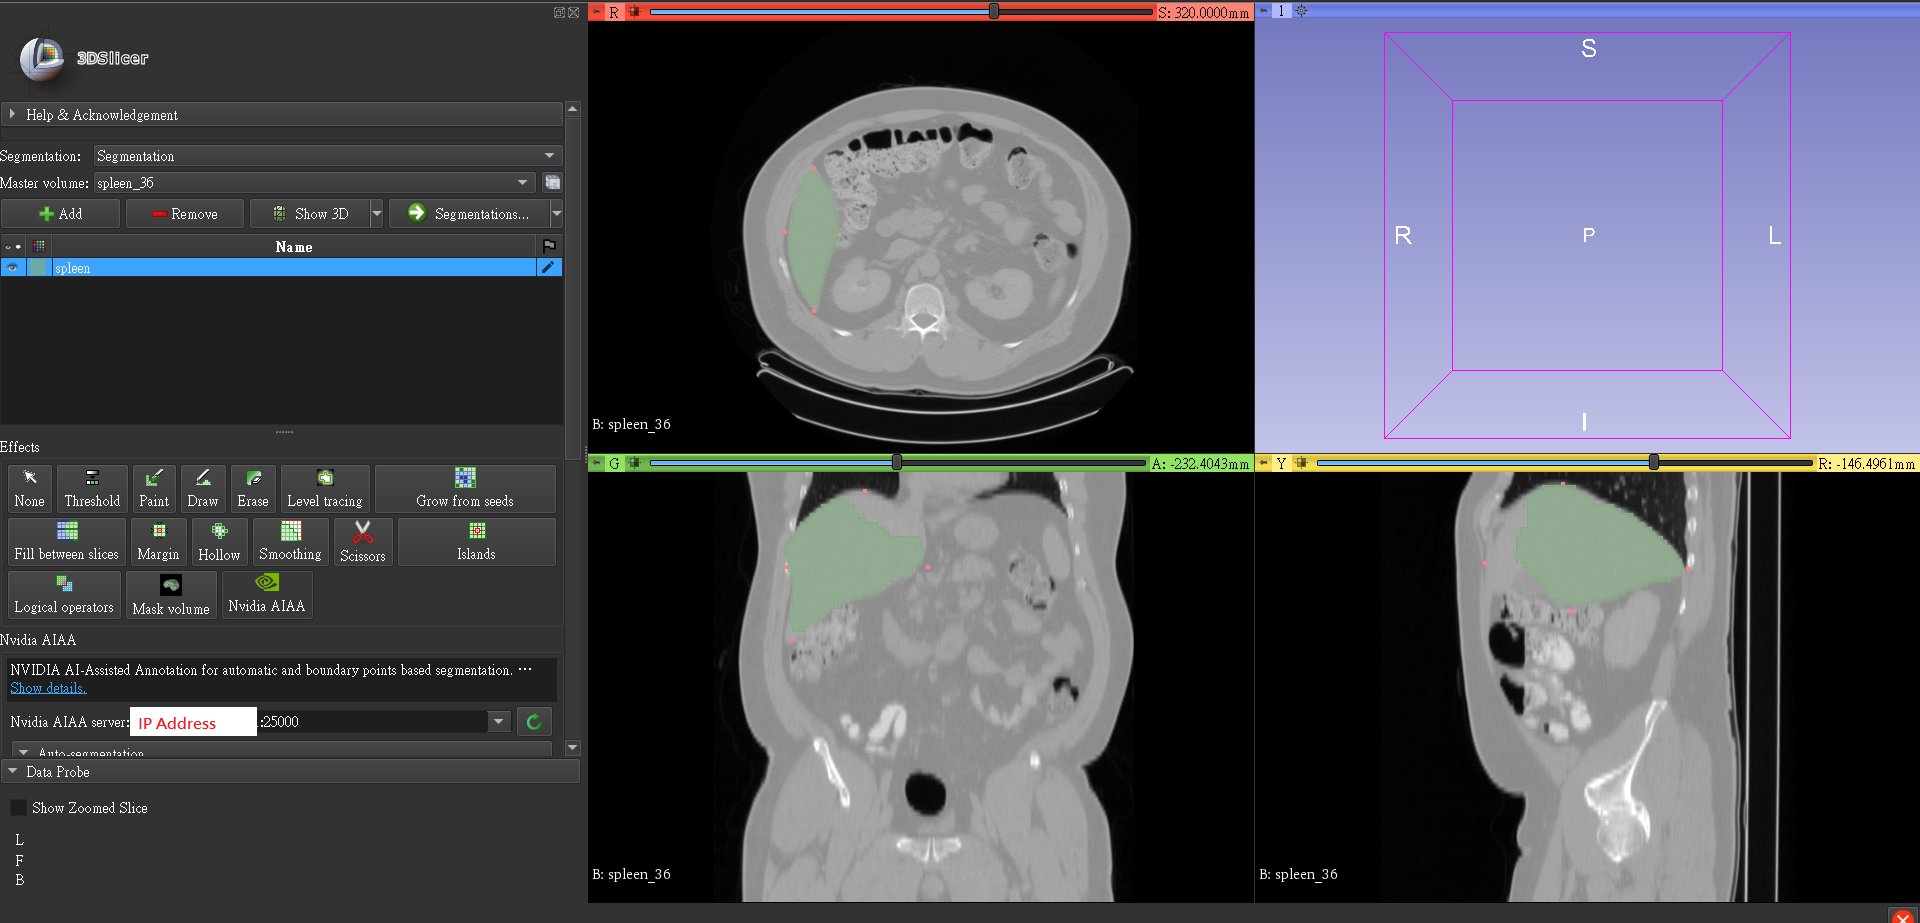 3DSlicer
Help & Acknowledgement
Segmentation: Segmentation
Master volume: spleen_36
Add Remove Show 3D Segmentations...
Name
spleen
Effects
None Threshold Paint Draw Erase Level tracing Grow from seeds
Fill between slices Margin Hollow Smoothing Scissors Islands
Logical operators Mask volume Nvidia AIAA
Nvidia AIAA
NVIDIA AI-Assisted Annotation for automatic and boundary points based segmentation. ...
Show details.
Nvidia AIAA server: IP Address :25000
Auto-segmentation
Data Probe
Show Zoomed Slice
L
F
B
R S: 320.0000mm
B: spleen_36
1
S
R P L
I
G A: -232.4043mm
B: spleen_36
Y R: -146.4961mm
B: spleen_36